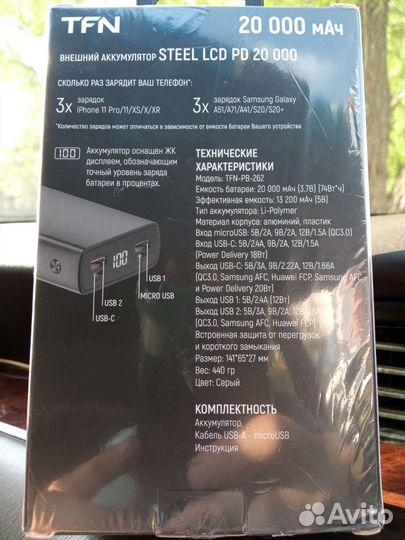 TFN
20 000 мАч
ВНЕШНИЙ АККУМУЛЯТОР STEEL LCD PD 20 000
СКОЛЬКО РАЗ ЗАРЯДИТ ВАШ ТЕЛЕФОН*:
3x зарядок
iPhone 11 Pro/11/XS/X/XR
3x зарядок Samsung Galaxy
A51/A71/A41/S20/S20+
*Количество зарядок может отличаться в зависимости от емкости батареи Вашего устройства
100
Аккумулятор оснащен ЖК
дисплеем, обозначающим
точный уровень заряда
батареи в процентах.
100
USB 1
MICRO USB
USB 2
USB-C
ТЕХНИЧЕСКИЕ
ХАРАКТЕРИСТИКИ
Модель: TFN-PB-262
Емкость батареи: 20 000 мАч [3.7В] [74Вт*ч]
Эффективная емкость: 13 200 мАч (5В)
Тип аккумулятора: Li-Polymer
Материал корпуса: алюминий, пластик
Вход microUSB: 5В/2А, 9В/2А, 12В/1.5А (QC3.0)
Вход USB-C: 5В/2.4А, 9В/2А, 12В/1.5А
(Power Delivery 18Вт)
Выход USB-C: 5В/3А, 9В/2.22А, 12В/1.66А
(QC3.0, Samsung AFC, Huawei FCP, Samsung AFC
и Power Delivery 20Вт)
Выход USB 1: 5В/2.4А (12Вт)
Выход USB 2: 5В/3А, 9В/2А, 12В/1.5А
(QC3.0, Samsung AFC, Huawei FCP)
Встроенная защита от перегрузок
и короткого замыкания
Размер: 141*65*27 мм
Вес: 440 гр
Цвет: Серый
КОМПЛЕКТНОСТЬ
Аккумулятор
Кабель USB-A - microUSB
Инструкция
Avito